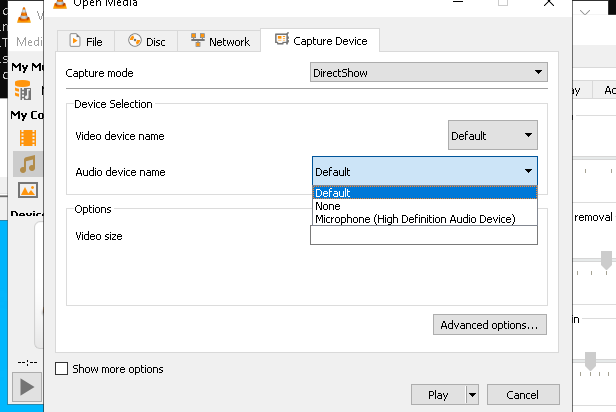 Open Media
Medi
File
Disc
Network
Capture Device
Capture mode
DirectShow
My Mu
My Co
Device
Device Selection
Video device name
Default
Audio device name
Default
Default
None
Microphone (High Definition Audio Device)
Options
Video size
removal
Advanced options...
Show more options
--:--
Play
Cancel